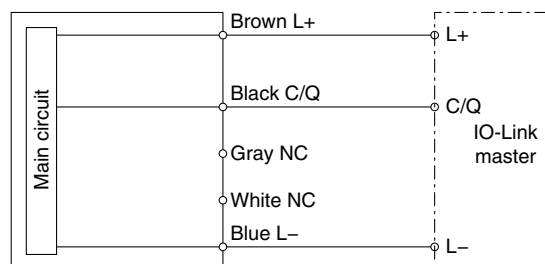 Main circuit
Brown L+
Black C/Q
Gray NC
White NC
Blue L−
L+
C/Q
IO-Link
master
L−